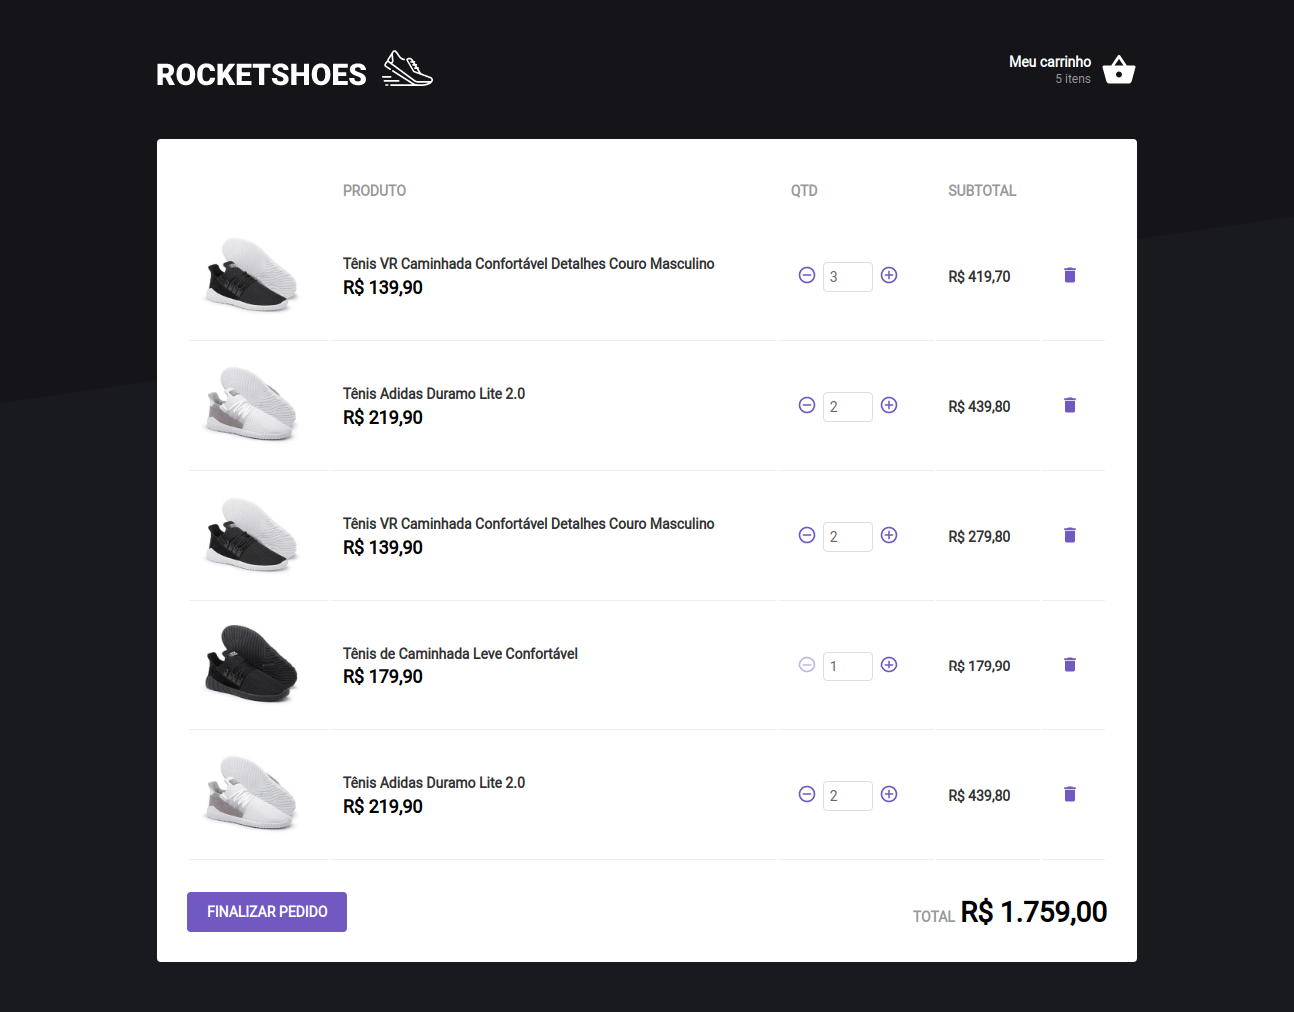 ROCKETSHOES
Meu carrinho
5 itens
PRODUTO QTD SUBTOTAL
Tênis VR Caminhada Confortável Detalhes Couro Masculino
R$ 139,90
3
R$ 419,70
Tênis Adidas Duramo Lite 2.0
R$ 219,90
2
R$ 439,80
Tênis VR Caminhada Confortável Detalhes Couro Masculino
R$ 139,90
2
R$ 279,80
Tênis de Caminhada Leve Confortável
R$ 179,90
1
R$ 179,90
Tênis Adidas Duramo Lite 2.0
R$ 219,90
2
R$ 439,80
FINALIZAR PEDIDO
TOTAL R$ 1.759,00